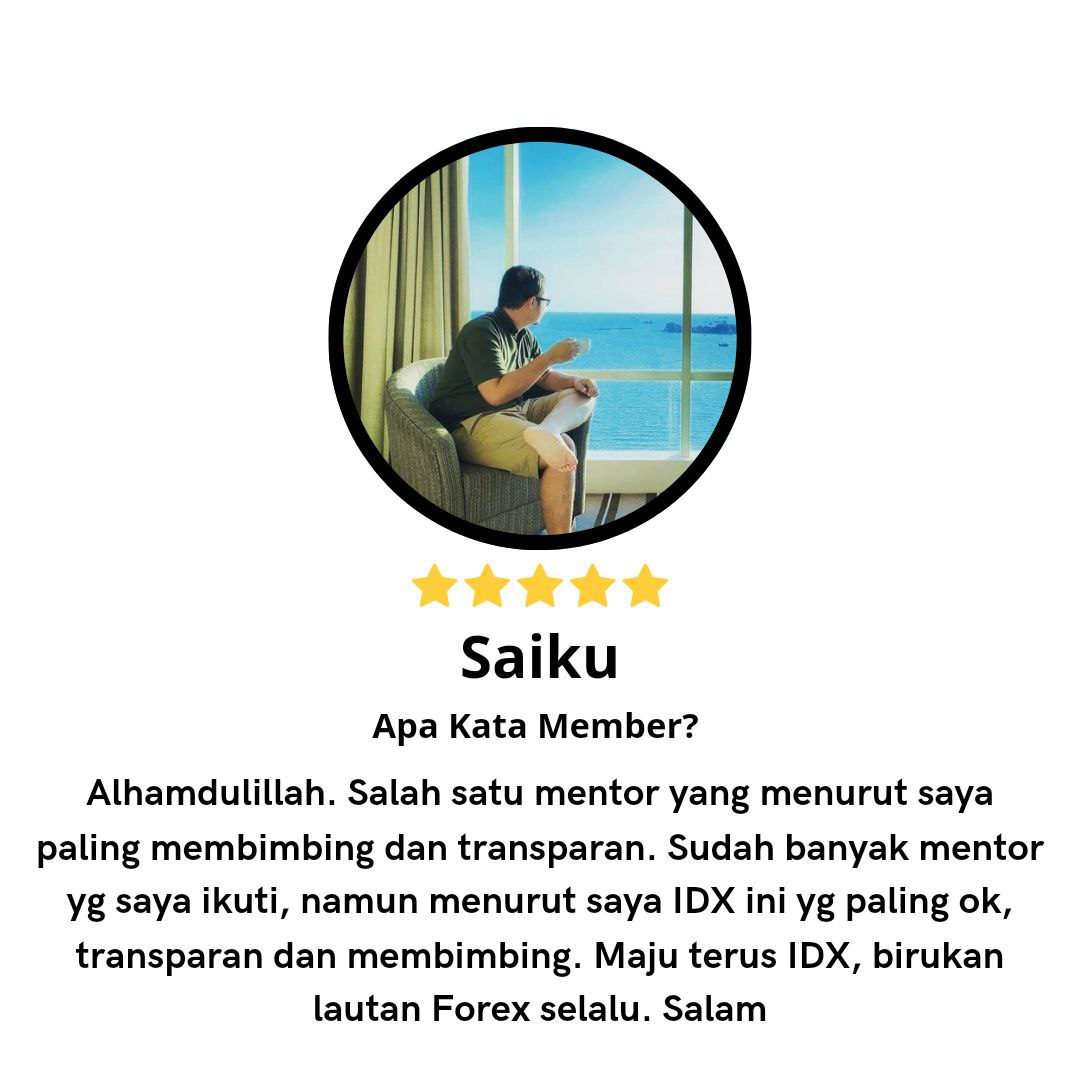 Saiku
Apa Kata Member?
Alhamdulillah. Salah satu mentor yang menurut saya
paling membimbing dan transparan. Sudah banyak mentor
yg saya ikuti, namun menurut saya IDX ini yg paling ok,
transparan dan membimbing. Maju terus IDX, birukan
lautan Forex selalu. Salam